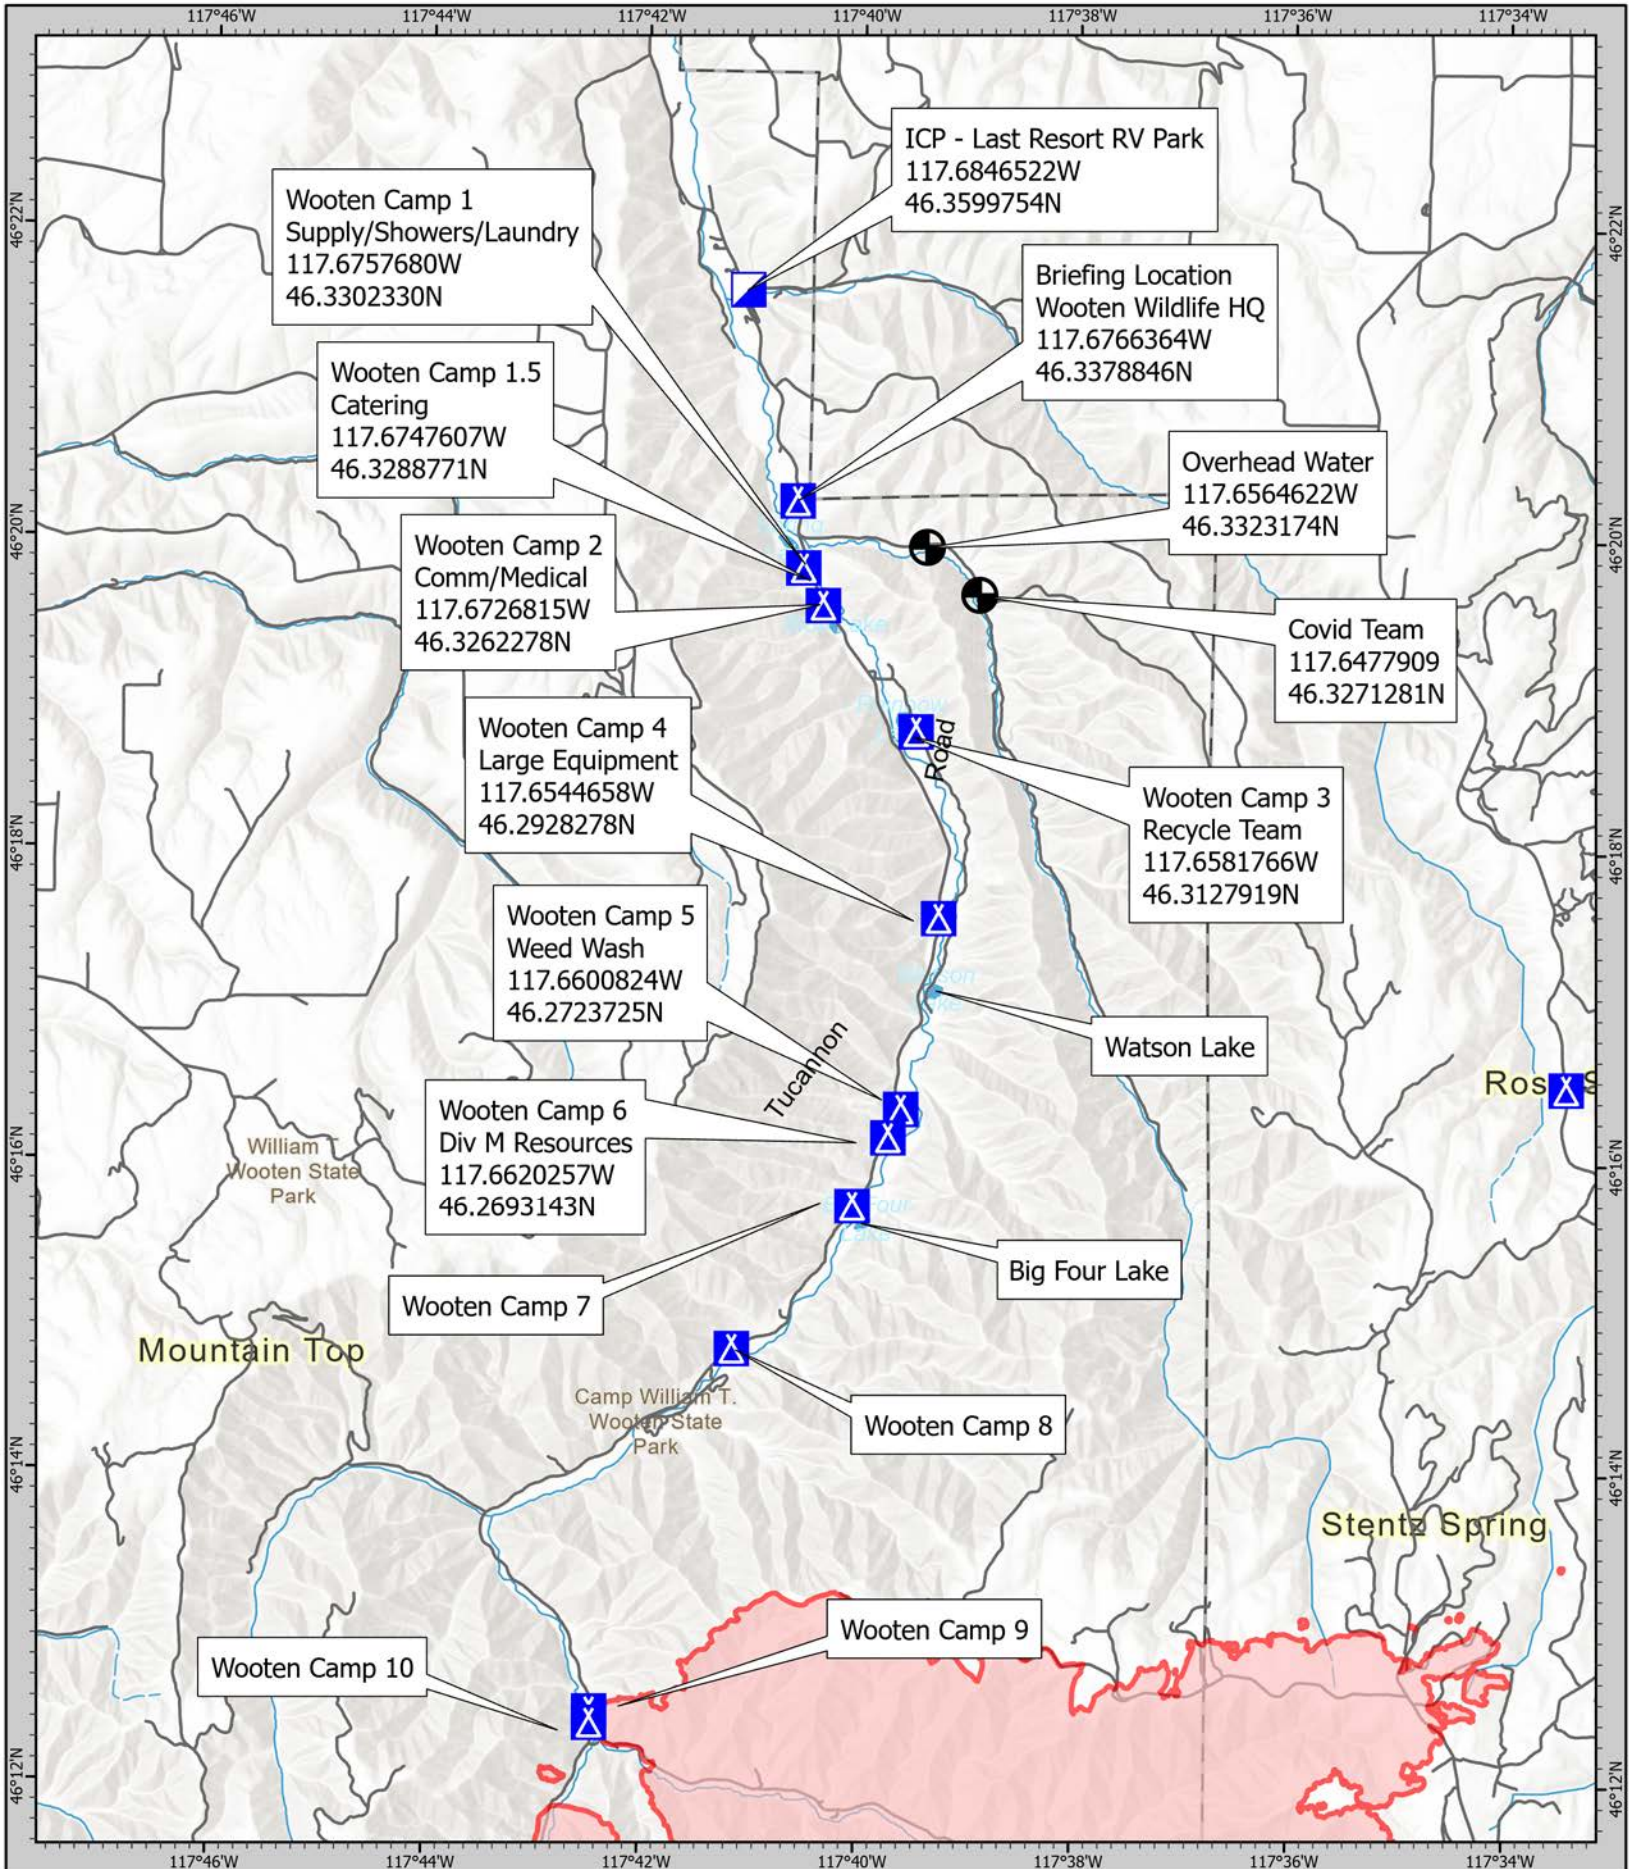 117°46'W
117°44'W
117°42'W
117°40'W
117°38'W
117°36'W
117°34'W
46°22'N
46°20'N
46°18'N
46°16'N
46°14'N
46°12'N
46°22'N
46°20'N
46°18'N
46°16'N
46°14'N
46°12'N
ICP - Last Resort RV Park
117.6846522W
46.3599754N
Wooten Camp 1
Supply/Showers/Laundry
117.6757680W
46.3302330N
Briefing Location
Wooten Wildlife HQ
117.6766364W
46.3378846N
Wooten Camp 1.5
Catering
117.6747607W
46.3288771N
Overhead Water
117.6564622W
46.3323174N
Wooten Camp 2
Comm/Medical
117.6726815W
46.3262278N
Covid Team
117.6477909
46.3271281N
Wooten Camp 4
Large Equipment
117.6544658W
46.2928278N
Road
Wooten Camp 3
Recycle Team
117.6581766W
46.3127919N
Wooten Camp 5
Weed Wash
117.6600824W
46.2723725N
Watson Lake
Tucannon
Wooten Camp 6
Div M Resources
117.6620257W
46.2693143N
William T
Wooten State
Park
Four
Lake
Big Four Lake
Wooten Camp 7
Mountain Top
Camp William T.
Wooten State
Park
Wooten Camp 8
Stentz Spring
Wooten Camp 9
Wooten Camp 10
117°46'W
117°44'W
117°42'W
117°40'W
117°38'W
117°36'W
117°34'W